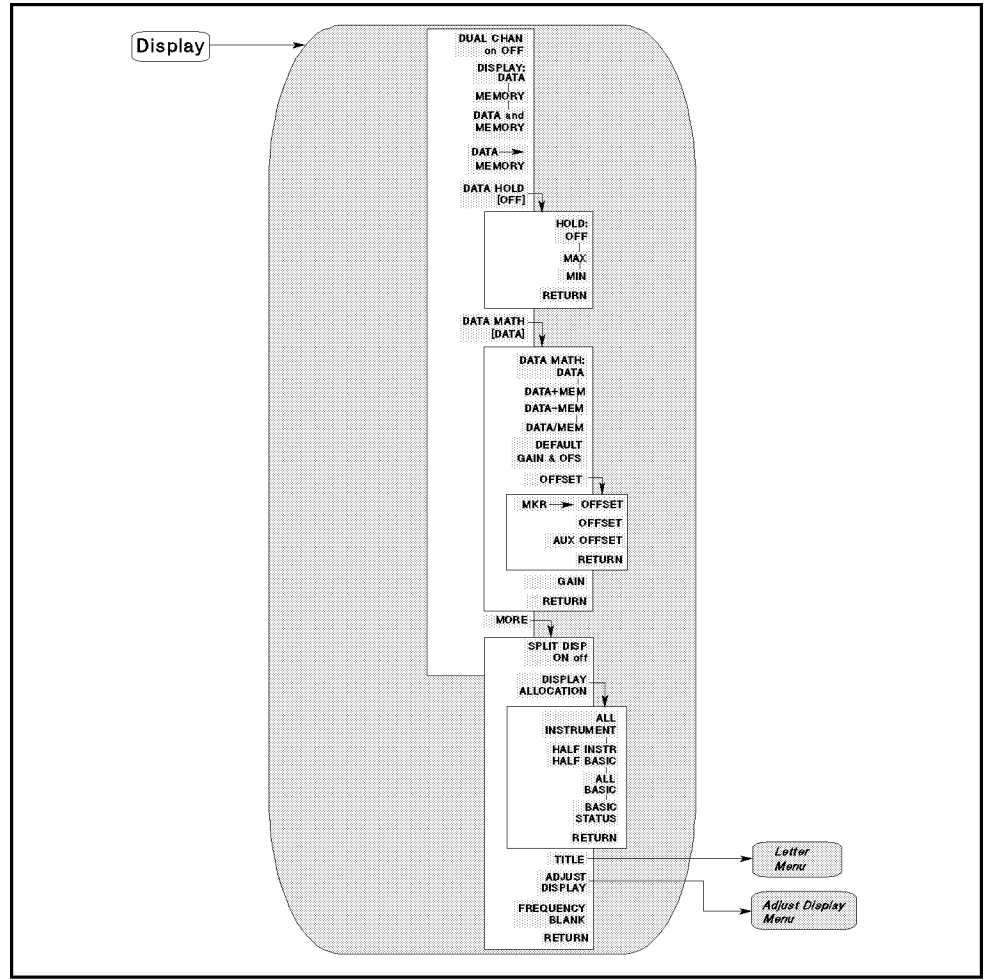 Display
DUAL CHAN
on OFF
DISPLAY:
DATA
MEMORY
DATA and
MEMORY
DATA
MEMORY
DATA HOLD
[OFF]
HOLD:
OFF
MAX
MIN
RETURN
DATA MATH
[DATA]
DATA MATH:
DATA
DATA+MEM
DATA-MEM
DATA/MEM
DEFAULT
GAIN & OFS
OFFSET
MKR → OFFSET
OFFSET
AUX OFFSET
RETURN
GAIN
RETURN
MORE
SPLIT DISP
ON off
DISPLAY
ALLOCATION
ALL
INSTRUMENT
HALF INSTR
HALF BASIC
ALL
BASIC
BASIC
STATUS
RETURN
TITLE
Letter
Menu
ADJUST
DISPLAY
Adjust Display
Menu
FREQUENCY
BLANK
RETURN